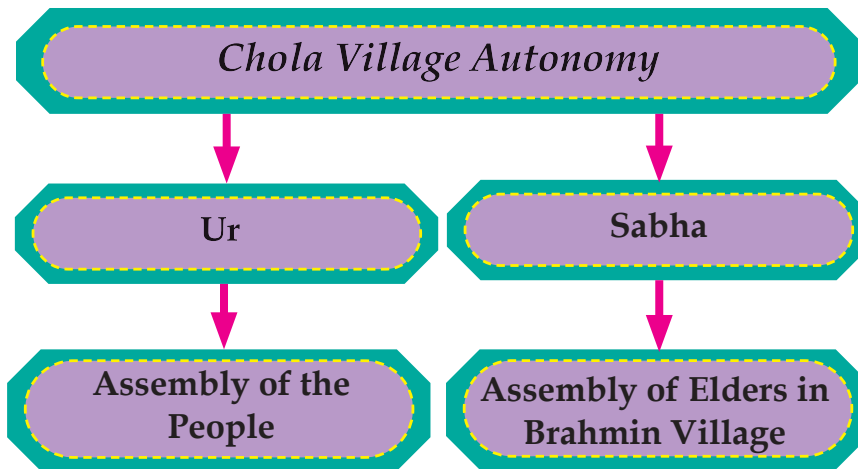 Chola Village Autonomy
Ur
Sabha
Assembly of the
People
Assembly of Elders in
Brahmin Village